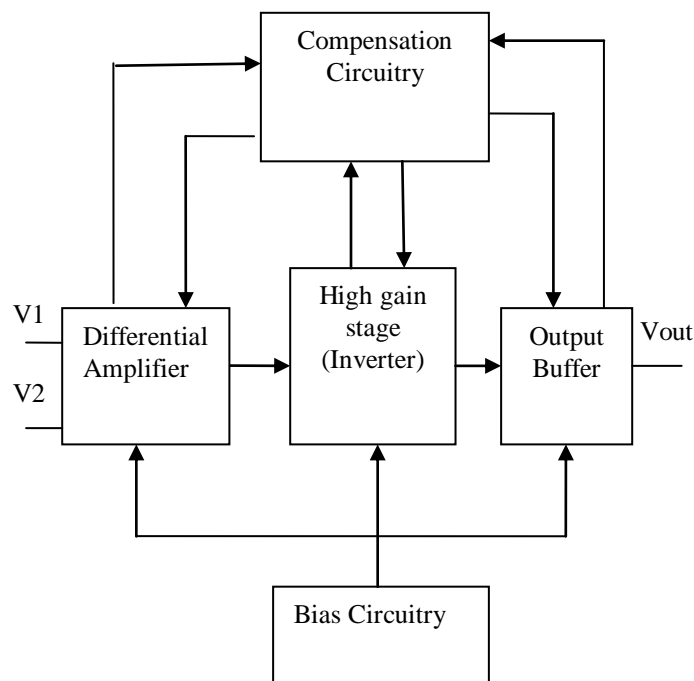 Compensation
Circuitry
V1
V2
Differential
Amplifier
High gain
stage
(Inverter)
Output
Buffer
Vout
Bias Circuitry